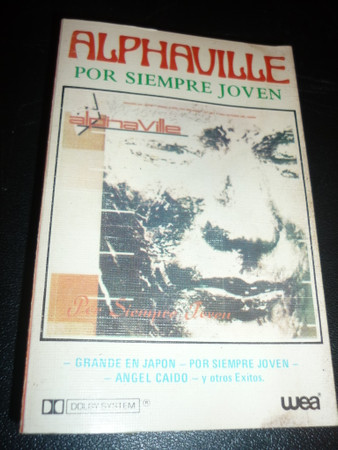 ALPHAVILLE
POR SIEMPRE JOVEN
alphaville
Por Siempre Joven
- GRANDE EN JAPON - POR SIEMPRE JOVEN -
- ANGEL CAIDO - y otros Éxitos.
DOLBY SYSTEM ®
wea